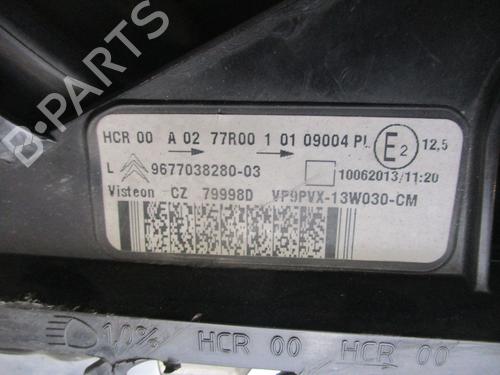 B-PARTS
HCR 00 A 02 77R00 1 01 09004 PL E2 12,5
L 9677038280-03 10062013/11:20
Visteon CZ 79998D VP9PVX-13W030-CM
1,0% HCR 00 HCR 00